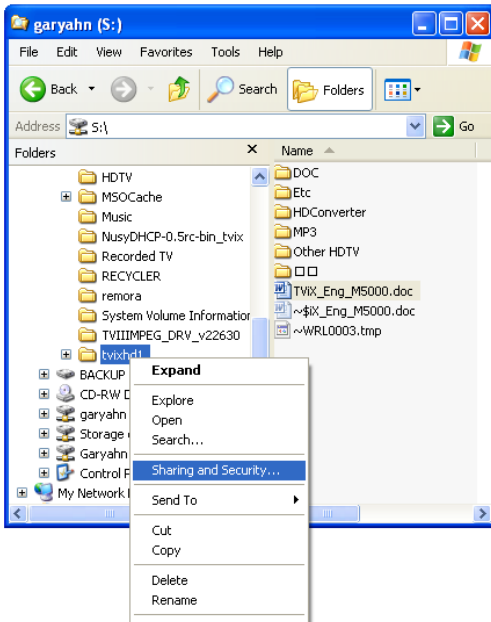 garyahn (S:)
File Edit View Favorites Tools Help
Back Search Folders
Address S:\ Go
Folders
HDTV
MSOCache
Music
NusyDHCP-0.5rc-bin_tvix
Recorded TV
RECYCLER
remora
System Volume Information
TVIIIMPEG_DRV_v22630
tvixhd1
BACKUP
CD-RW D
garyahn
Storage
Garyahn
Control P
My Network
Name
DOC
Etc
HDConverter
MP3
Other HDTV
□□
TViX_Eng_M5000.doc
~$iX_Eng_M5000.doc
~WRL0003.tmp
Expand
Explore
Open
Search...
Sharing and Security...
Send To
Cut
Copy
Delete
Rename